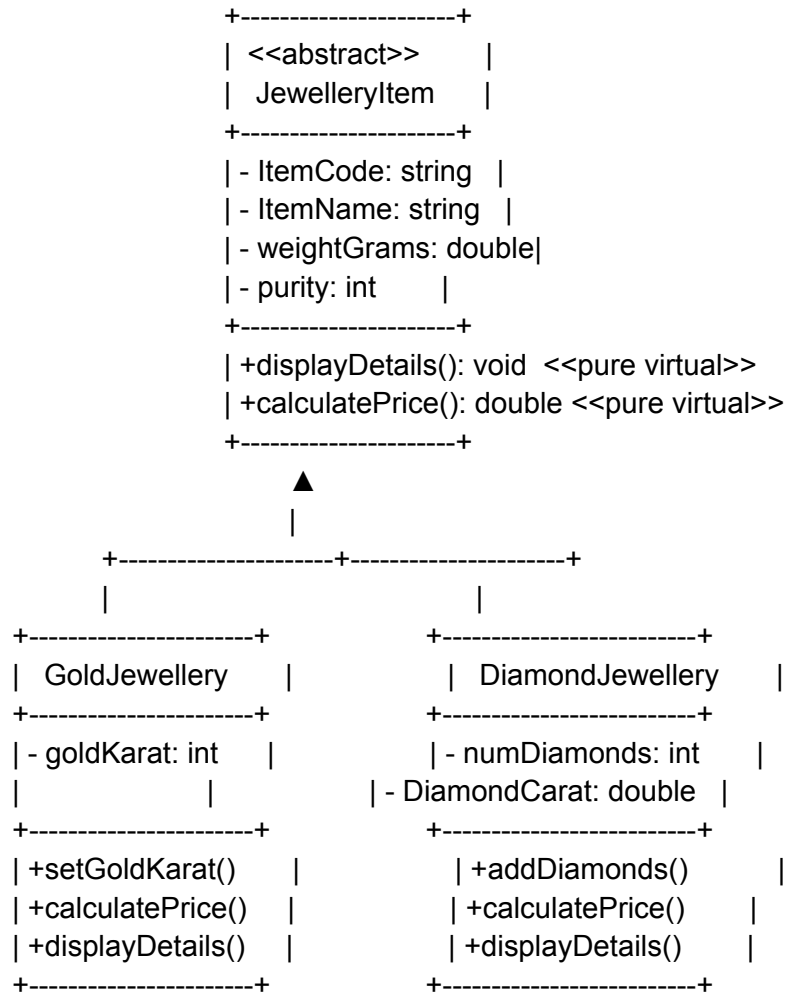 +----------------------+
| <<abstract>> |
| JewelleryItem |
+----------------------+
| - ItemCode: string |
| - ItemName: string |
| - weightGrams: double|
| - purity: int |
+----------------------+
| +displayDetails(): void <<pure virtual>>
| +calculatePrice(): double <<pure virtual>>
+----------------------+
▲
|
+----------------------+----------------------+
| |
+-----------------------+ +--------------------------+
| GoldJewellery | | DiamondJewellery |
+-----------------------+ +--------------------------+
| - goldKarat: int | | - numDiamonds: int |
| | | - DiamondCarat: double |
+-----------------------+ +--------------------------+
| +setGoldKarat() | | +addDiamonds() |
| +calculatePrice() | | +calculatePrice() |
| +displayDetails() | | +displayDetails() |
+-----------------------+ +--------------------------+